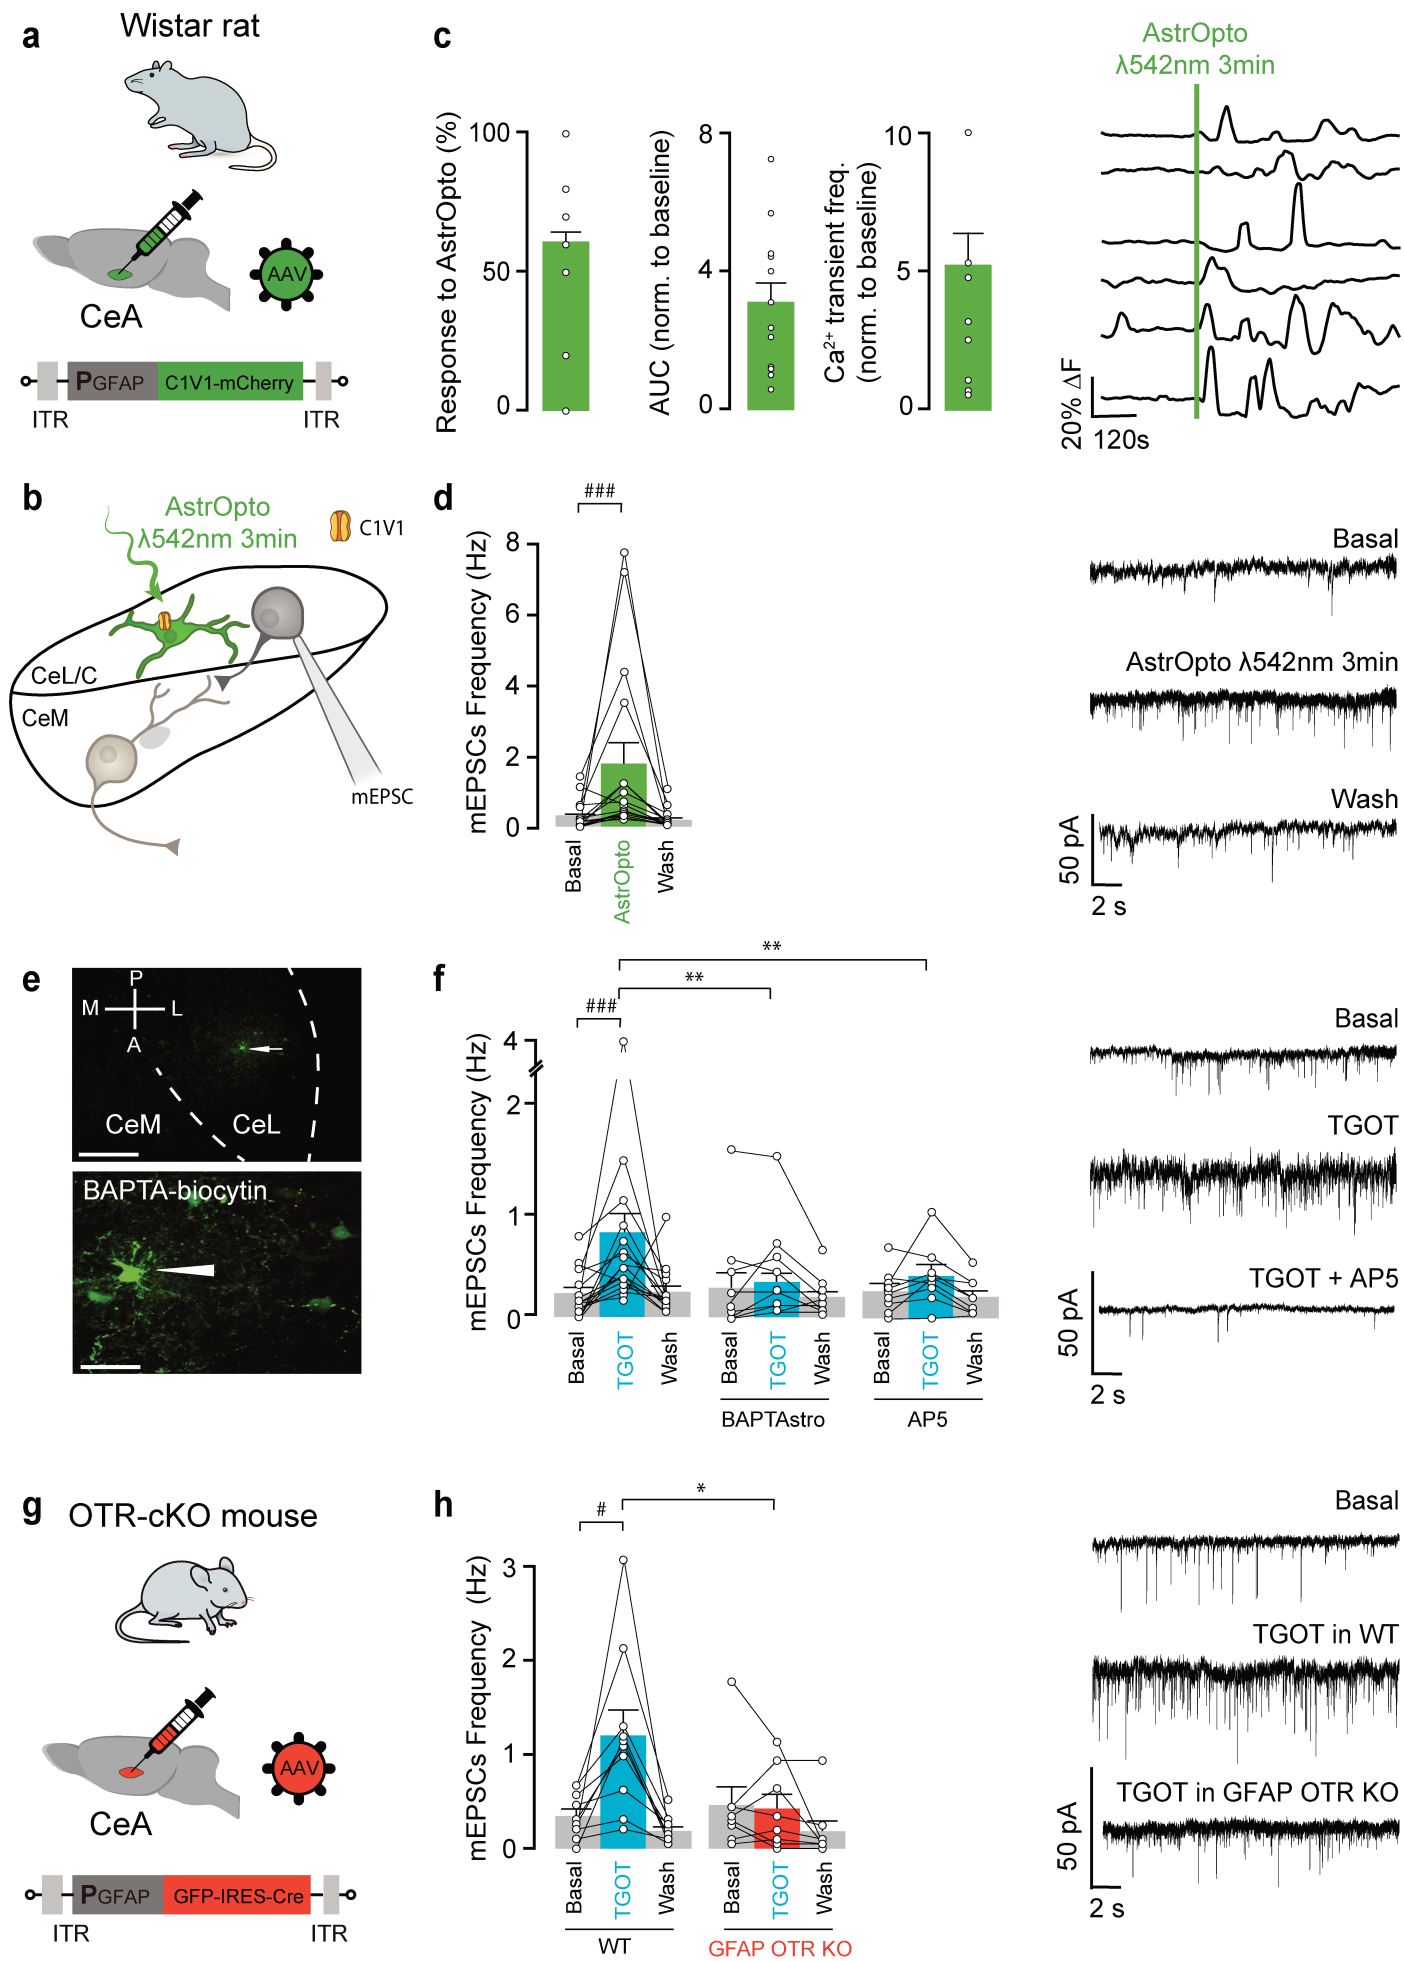 a
Wistar rat
CeA
AAV
PGFAP
C1V1-mCherry
ITR
ITR
b
AstrOpto
λ542nm 3min
C1V1
CeL/C
CeM
mEPSC
c
Response to AstrOpto (%)
100
50
0
AUC (norm. to baseline)
8
4
0
Ca2+ transient freq.
(norm. to baseline)
10
5
0
AstrOpto
λ542nm 3min
20% ΔF
120s
d
###
mEPSCs Frequency (Hz)
8
6
4
2
0
Basal
AstrOpto
Wash
Basal
AstrOpto λ542nm 3min
Wash
50 pA
2 s
e
P
M
L
A
CeM
CeL
BAPTA-biocytin
f
**
**
###
mEPSCs Frequency (Hz)
4
2
1
0
Basal
TGOT
Wash
Basal
TGOT
Wash
Basal
TGOT
Wash
BAPTAstro
AP5
Basal
TGOT
TGOT + AP5
50 pA
2 s
g
OTR-cKO mouse
CeA
AAV
PGFAP
GFP-IRES-Cre
ITR
ITR
h
*
#
mEPSCs Frequency (Hz)
3
2
1
0
Basal
TGOT
Wash
Basal
TGOT
Wash
WT
GFAP OTR KO
Basal
TGOT in WT
TGOT in GFAP OTR KO
50 pA
2 s